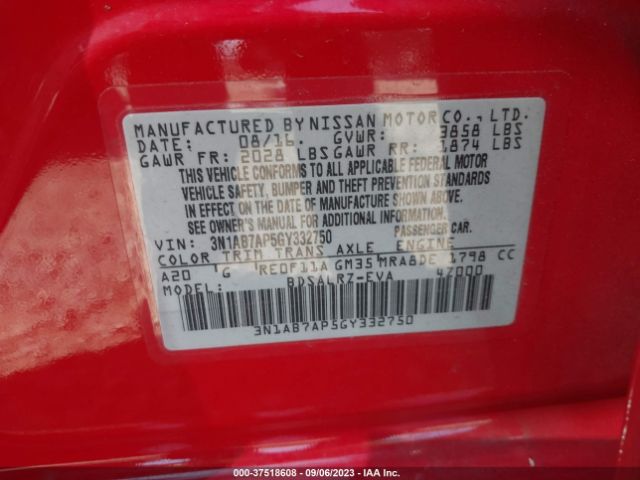 MANUFACTURED BY NISSAN MOTOR CO., LTD.
DATE: 08/16. GVWR: 3858 LBS
GAWR FR: 2028 LBS GAWR RR: 1874 LBS
THIS VEHICLE CONFORMS TO ALL APPLICABLE FEDERAL MOTOR
VEHICLE SAFETY, BUMPER AND THEFT PREVENTION STANDARDS
IN EFFECT ON THE DATE OF MANUFACTURE SHOWN ABOVE.
SEE OWNER'S MANUAL FOR ADDITIONAL INFORMATION.
VIN: 3N1AB7AP5GY332750 PASSENGER CAR.
COLOR TRIM TRANS AXLE ENGINE
A20 G RE0F11A GM35 MRA8DE 1798 CC
MODEL: BDSALRZ-EVA 4Z000
3N1AB7AP5GY332750
000-37518608 - 09/06/2023 - IAA Inc.